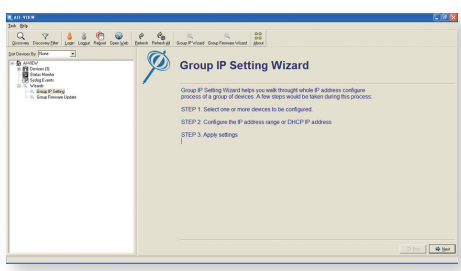 ALL-VIEW
Task Help
Discovery Discovery Filter Login Logout Reboot Open Web Refresh Refresh All Group IP Wizard Group Firmware Wizard About
Sort Devices By: None
AllVIEW
Devices (3)
Status Monitor
Syslog Events
Wizards
Group IP Setting
Group Firmware Update
Group IP Setting Wizard
Group IP Setting Wizard helps you walk throught whole IP address configure
process of a group of devices. A few steps would be taken during this process:
STEP 1. Select one or more devices to be configured.
STEP 2. Configure the IP address range or DHCP IP address
STEP 3. Apply settings
Next